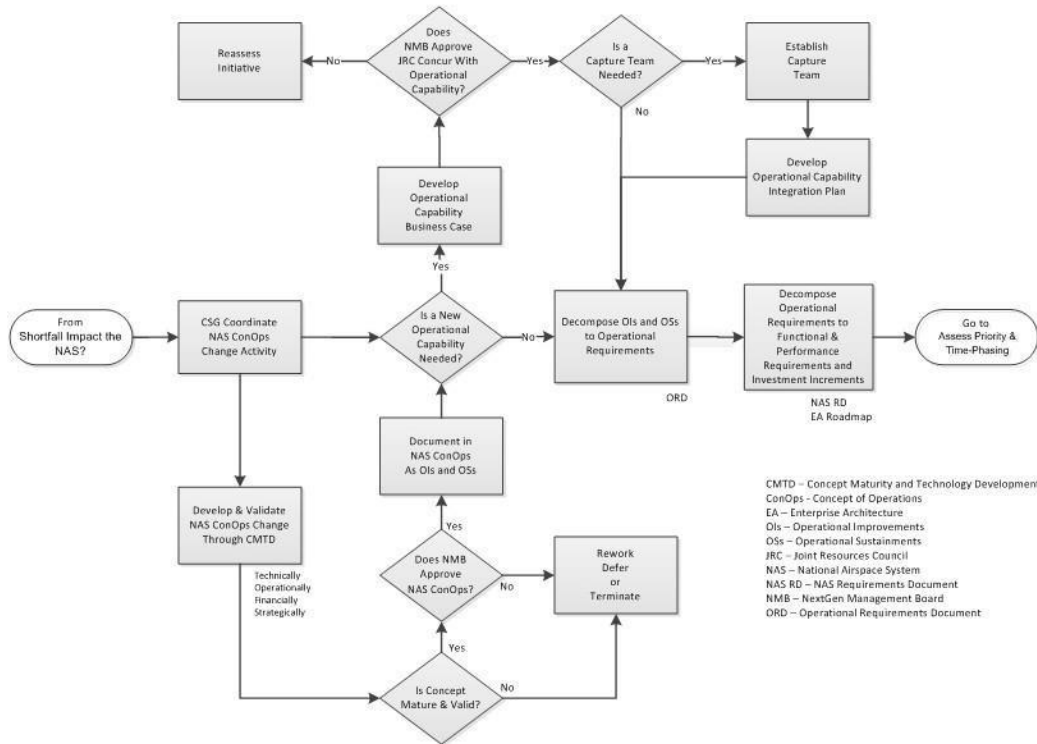 Reassess
Initiative
No
Does
NMB Approve
JRC Concur With
Operational
Capability?
Yes
Is a
Capture Team
Needed?
Yes
Establish
Capture
Team
No
Develop
Operational
Capability
Business Case
Develop
Operational Capability
Integration Plan
Yes
From
Shortfall Impact the
NAS?
CSG Coordinate
NAS ConOps
Change Activity
Is a New
Operational
Capability
Needed?
No
Decompose OIs and OSs
to Operational
Requirements
ORD
Decompose
Operational
Requirements to
Functional &
Performance
Requirements and
Investment Increments
NAS RD
EA Roadmap
Go to
Assess Priority &
Time-Phasing
Document in
NAS ConOps
As OIs and OSs
Develop & Validate
NAS ConOps Change
Through CMTD
Technically
Operationally
Financially
Strategically
Yes
Does NMB
Approve
NAS ConOps?
No
Rework
Defer
or
Terminate
Yes
Is Concept
Mature & Valid?
No
CMTD – Concept Maturity and Technology Development
ConOps - Concept of Operations
EA – Enterprise Architecture
OIs – Operational Improvements
OSs – Operational Sustainments
JRC – Joint Resources Council
NAS – National Airspace System
NAS RD – NAS Requirements Document
NMB – NextGen Management Board
ORD – Operational Requirements Document